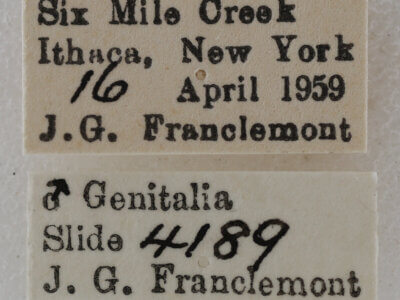 Six Mile Creek
Ithaca, New York
16 April 1959
J.G. Franclemont
♂ Genitalia
Slide 4189
J. G. Franclemont